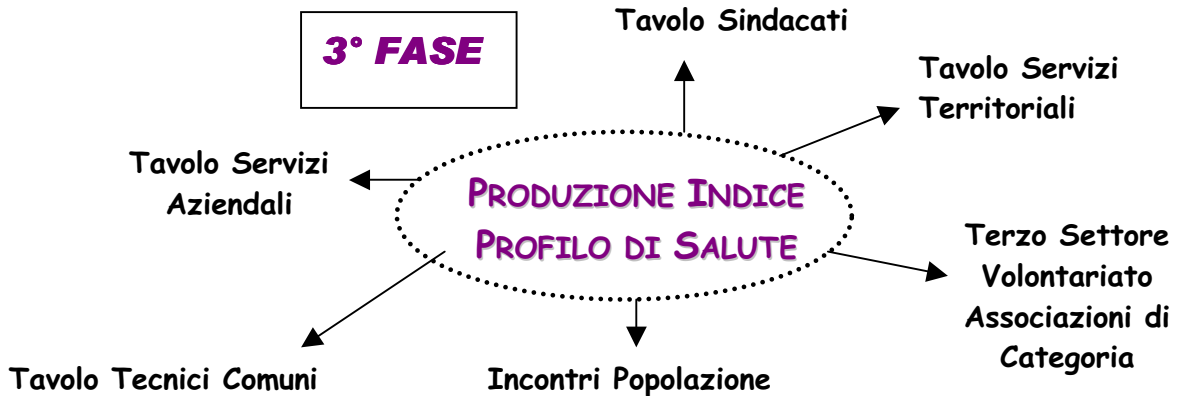 3° FASE
Tavolo Sindacati
Tavolo Servizi
Territoriali
Tavolo Servizi
Aziendali
PRODUZIONE INDICE
PROFILO DI SALUTE
Terzo Settore
Volontariato
Associazioni di
Categoria
Tavolo Tecnici Comuni
Incontri Popolazione